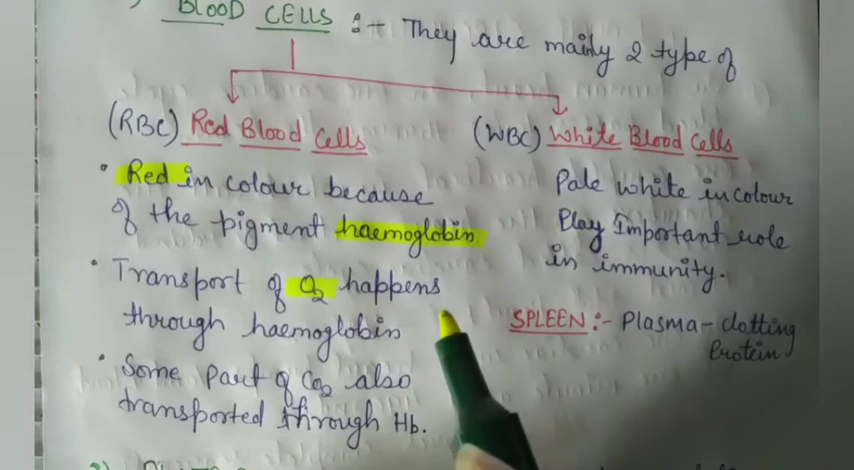 BLOOD CELLS :- They are mainly 2 type of
(RBC) Red Blood Cells
• Red in colour because
of the pigment haemoglobin
• Transport of O2 happens
through haemoglobin
• Some part of CO2 also
transported through Hb.
(WBC) White Blood Cells
Pale white in colour
Play Important role
in immunity.
SPLEEN :- Plasma - clotting
Protein